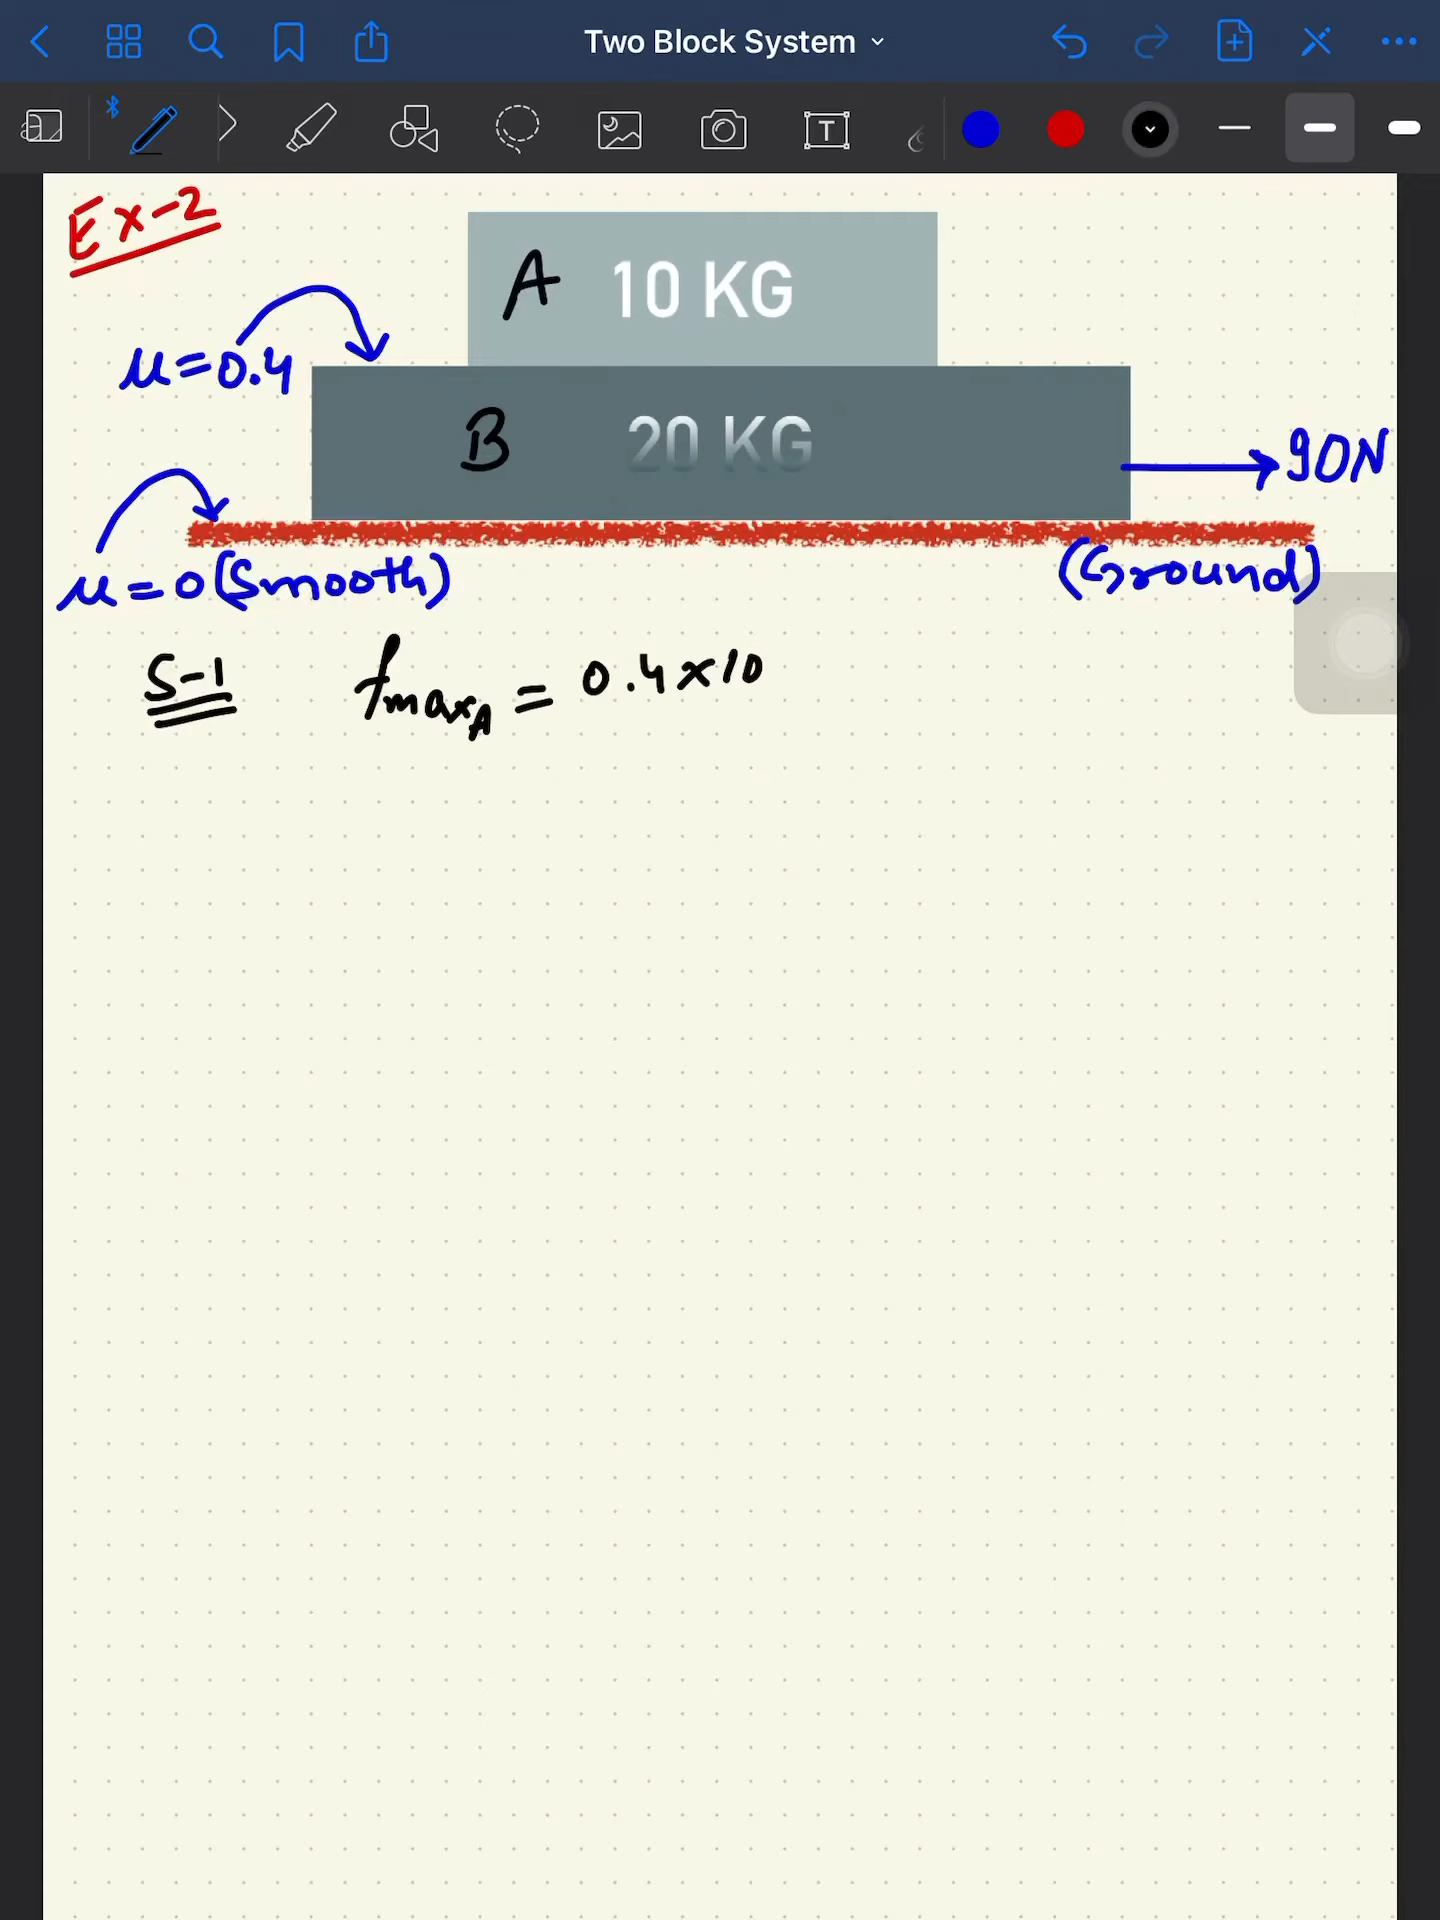 Two Block System
T
Ex-2
A 10 KG
μ=0.4
B 20 KG
90N
μ=0(Smooth)
(Ground)
S-1 fmaxA = 0.4×10